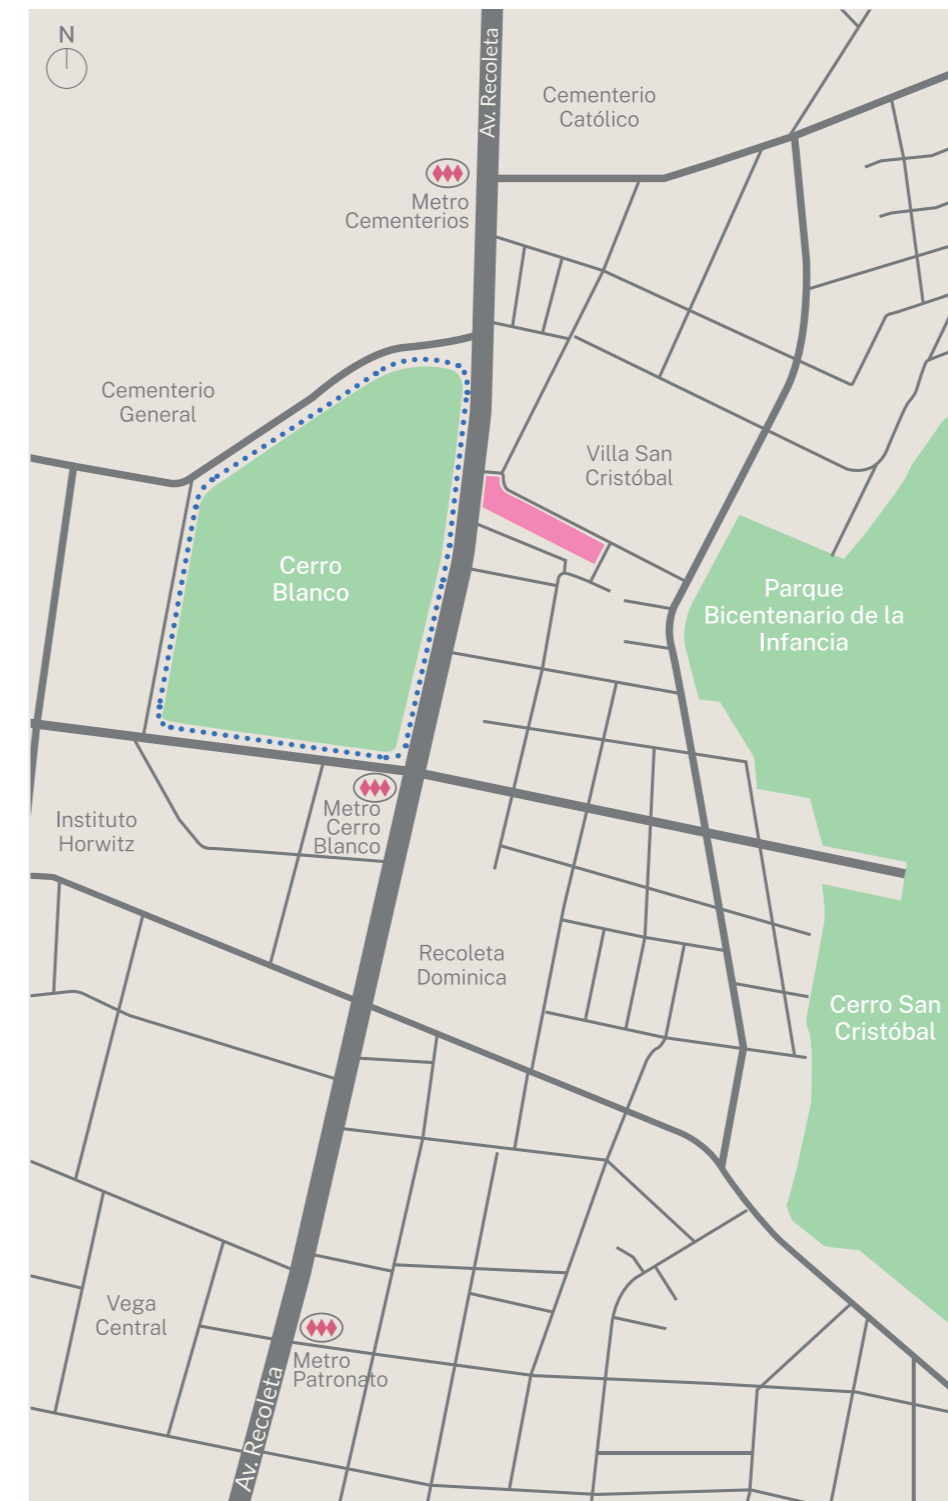 N
Av. Recoleta
Cementerio
Católico
Metro
Cementerios
Cementerio
General
Villa San
Cristóbal
Cerro
Blanco
Parque
Bicentenario de la
Infancia
Metro
Cerro
Blanco
Instituto
Horwitz
Recoleta
Dominica
Cerro San
Cristóbal
Vega
Central
Metro
Patronato
Av. Recoleta